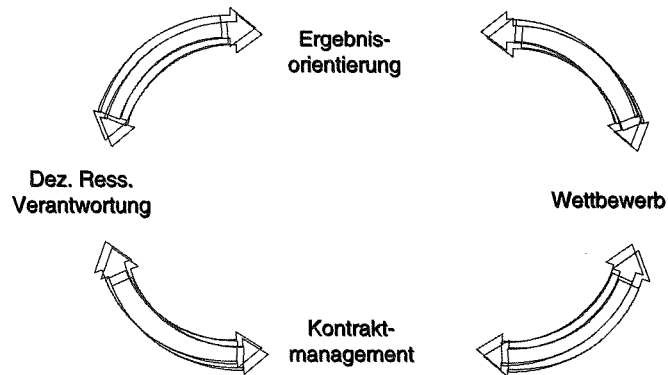 Ergebnis-
orientierung
Dez. Ress.
Verantwortung
Wettbewerb
Kontrakt-
management